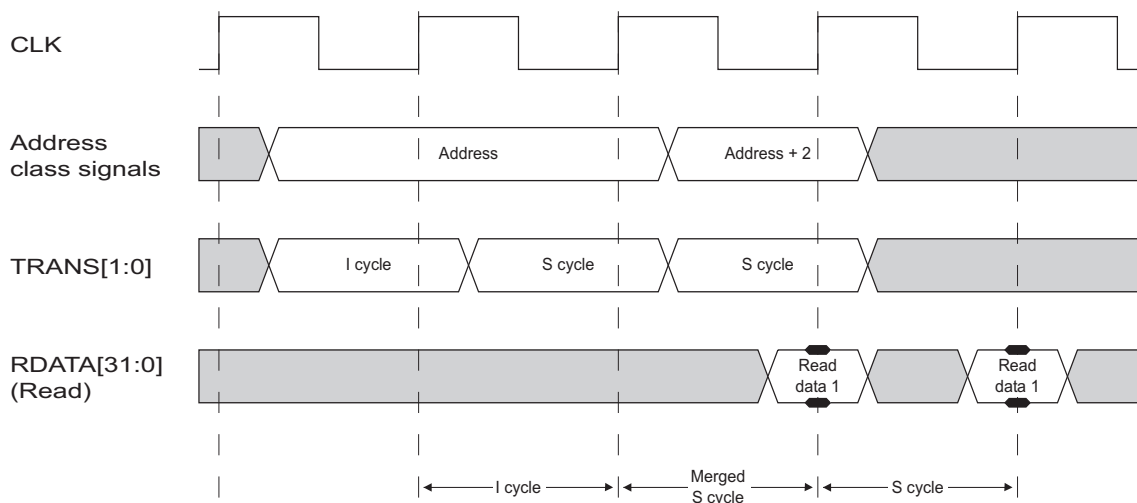 CLK
Address
class signals
Address
Address + 2
TRANS[1:0]
I cycle
S cycle
S cycle
RDATA[31:0]
(Read)
Read
data 1
Read
data 1
I cycle
Merged
S cycle
S cycle